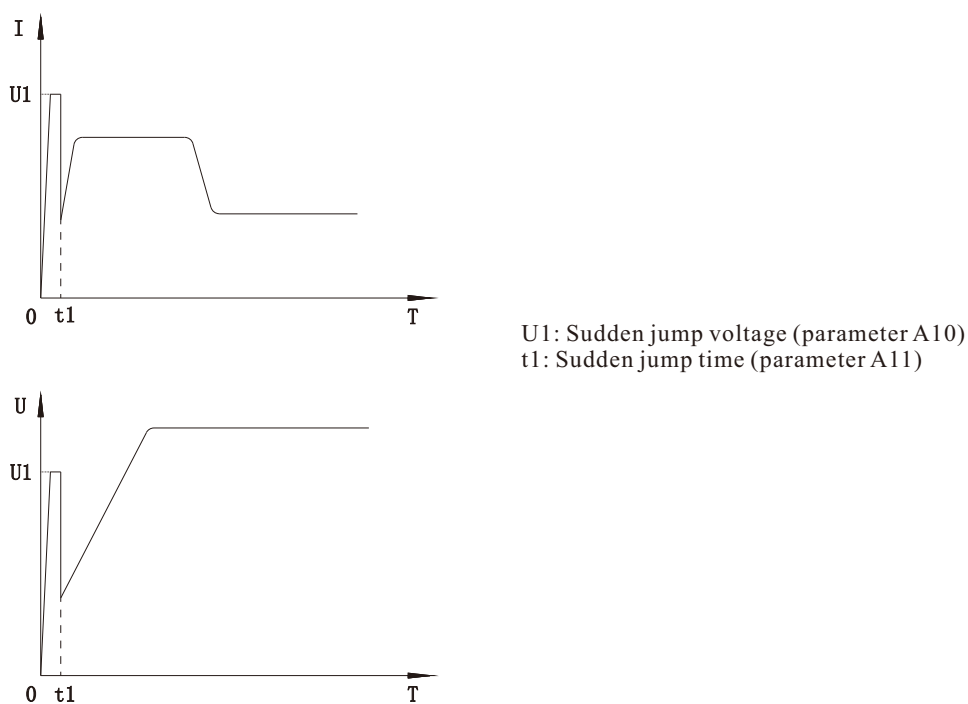 I
U1
0 t1 T
U1: Sudden jump voltage (parameter A10)
t1: Sudden jump time (parameter A11)
U
U1
0 t1 T